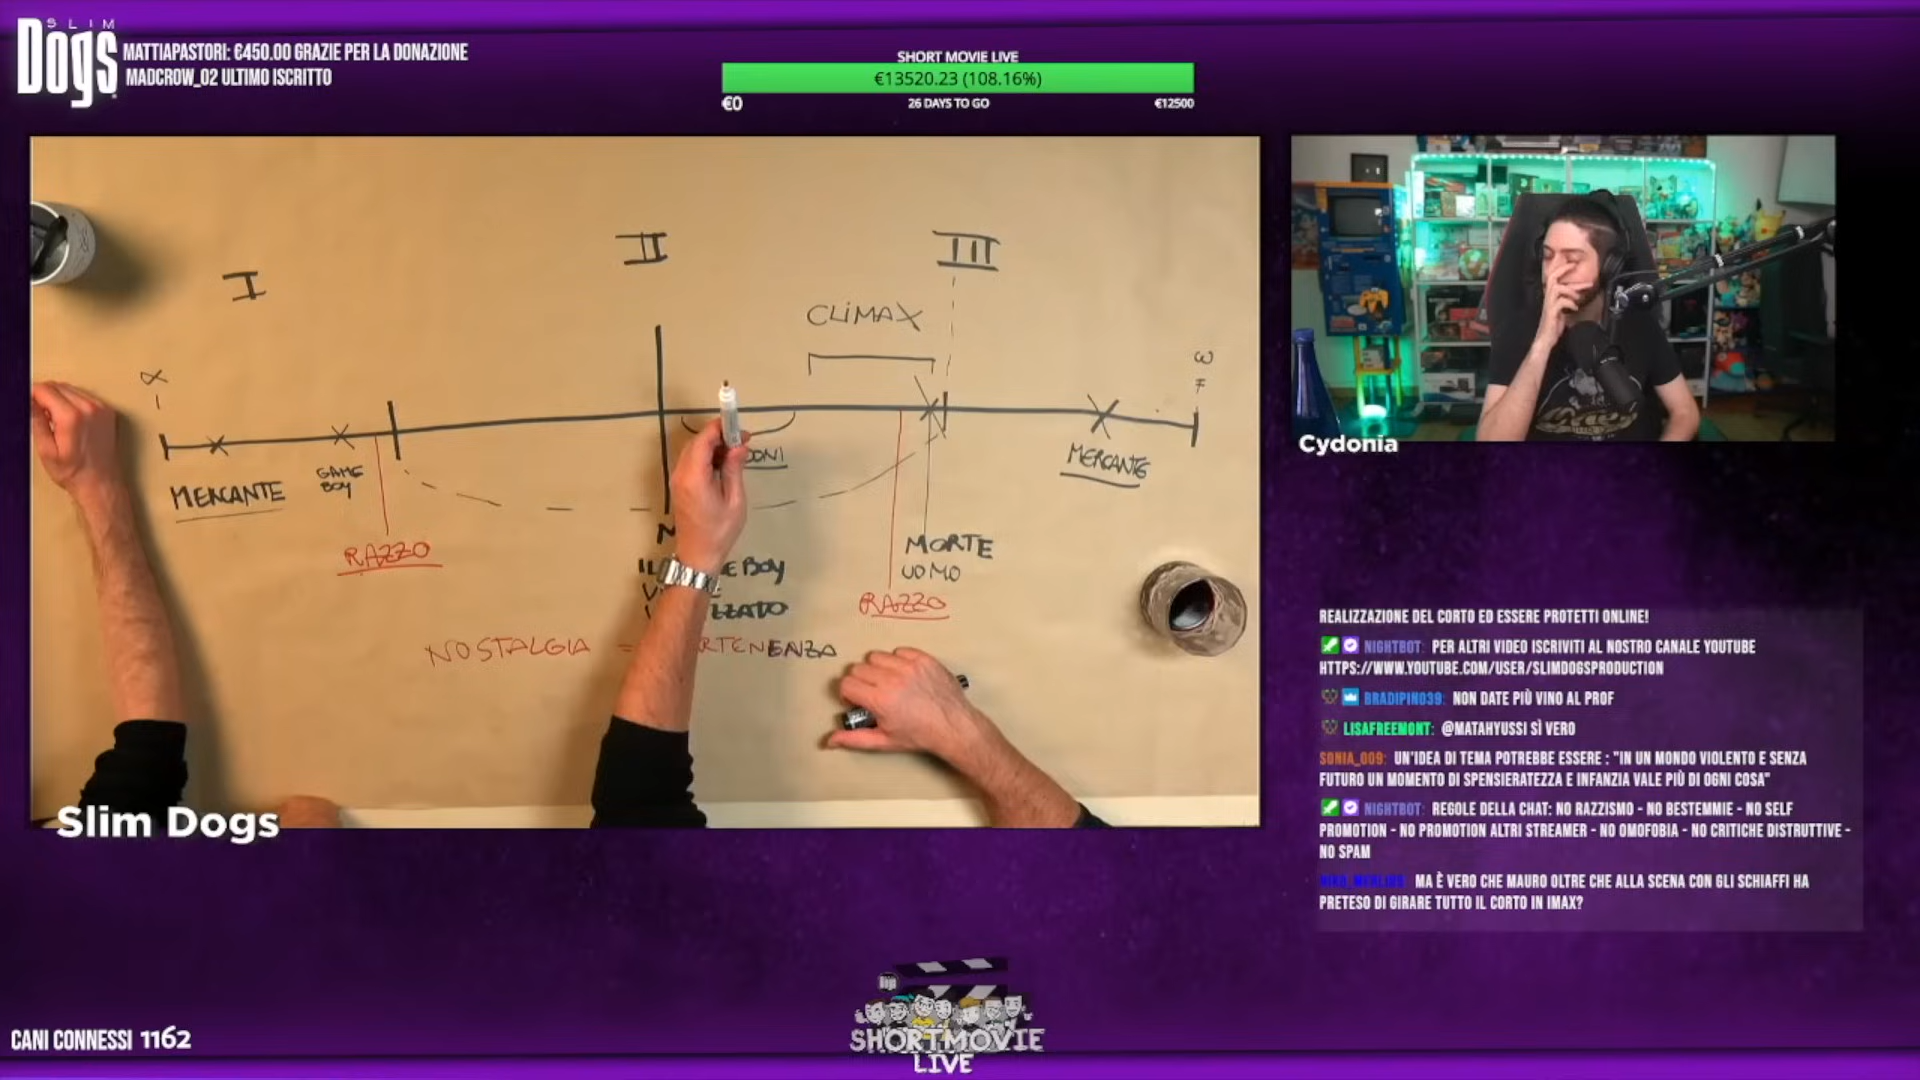 SLIM
Dogs
MATTIAPASTORI: €450.00 GRAZIE PER LA DONAZIONE
MADCROW_02 ULTIMO ISCRITTO
SHORT MOVIE LIVE
€13520.23 (108.16%)
€0
26 DAYS TO GO
€12500
I
II
III
CLIMAX
α
ω
MERCANTE
GAME
BOY
RAZZO
MERCANTE
MORTE
UOMO
RAZZO
BOY
NOSTALGIA =
Slim Dogs
Cydonia
REALIZZAZIONE DEL CORTO ED ESSERE PROTETTI ONLINE!
NIGHTBOT: PER ALTRI VIDEO ISCRIVITI AL NOSTRO CANALE YOUTUBE
HTTPS://WWW.YOUTUBE.COM/USER/SLIMDOGSPRODUCTION
BRADIPINO39: NON DATE PIÙ VINO AL PROF
LISAFREEMONT: @MATAHYUSSI SÌ VERO
SONIA_009: UN'IDEA DI TEMA POTREBBE ESSERE : "IN UN MONDO VIOLENTO E SENZA
FUTURO UN MOMENTO DI SPENSIERATEZZA E INFANZIA VALE PIÙ DI OGNI COSA"
NIGHTBOT: REGOLE DELLA CHAT: NO RAZZISMO - NO BESTEMMIE - NO SELF
PROMOTION - NO PROMOTION ALTRI STREAMER - NO OMOFOBIA - NO CRITICHE DISTRUTTIVE -
NO SPAM
MA È VERO CHE MAURO OLTRE CHE ALLA SCENA CON GLI SCHIAFFI HA
PRETESO DI GIRARE TUTTO IL CORTO IN IMAX?
CANI CONNESSI 1162
SHORTMOVIE
LIVE